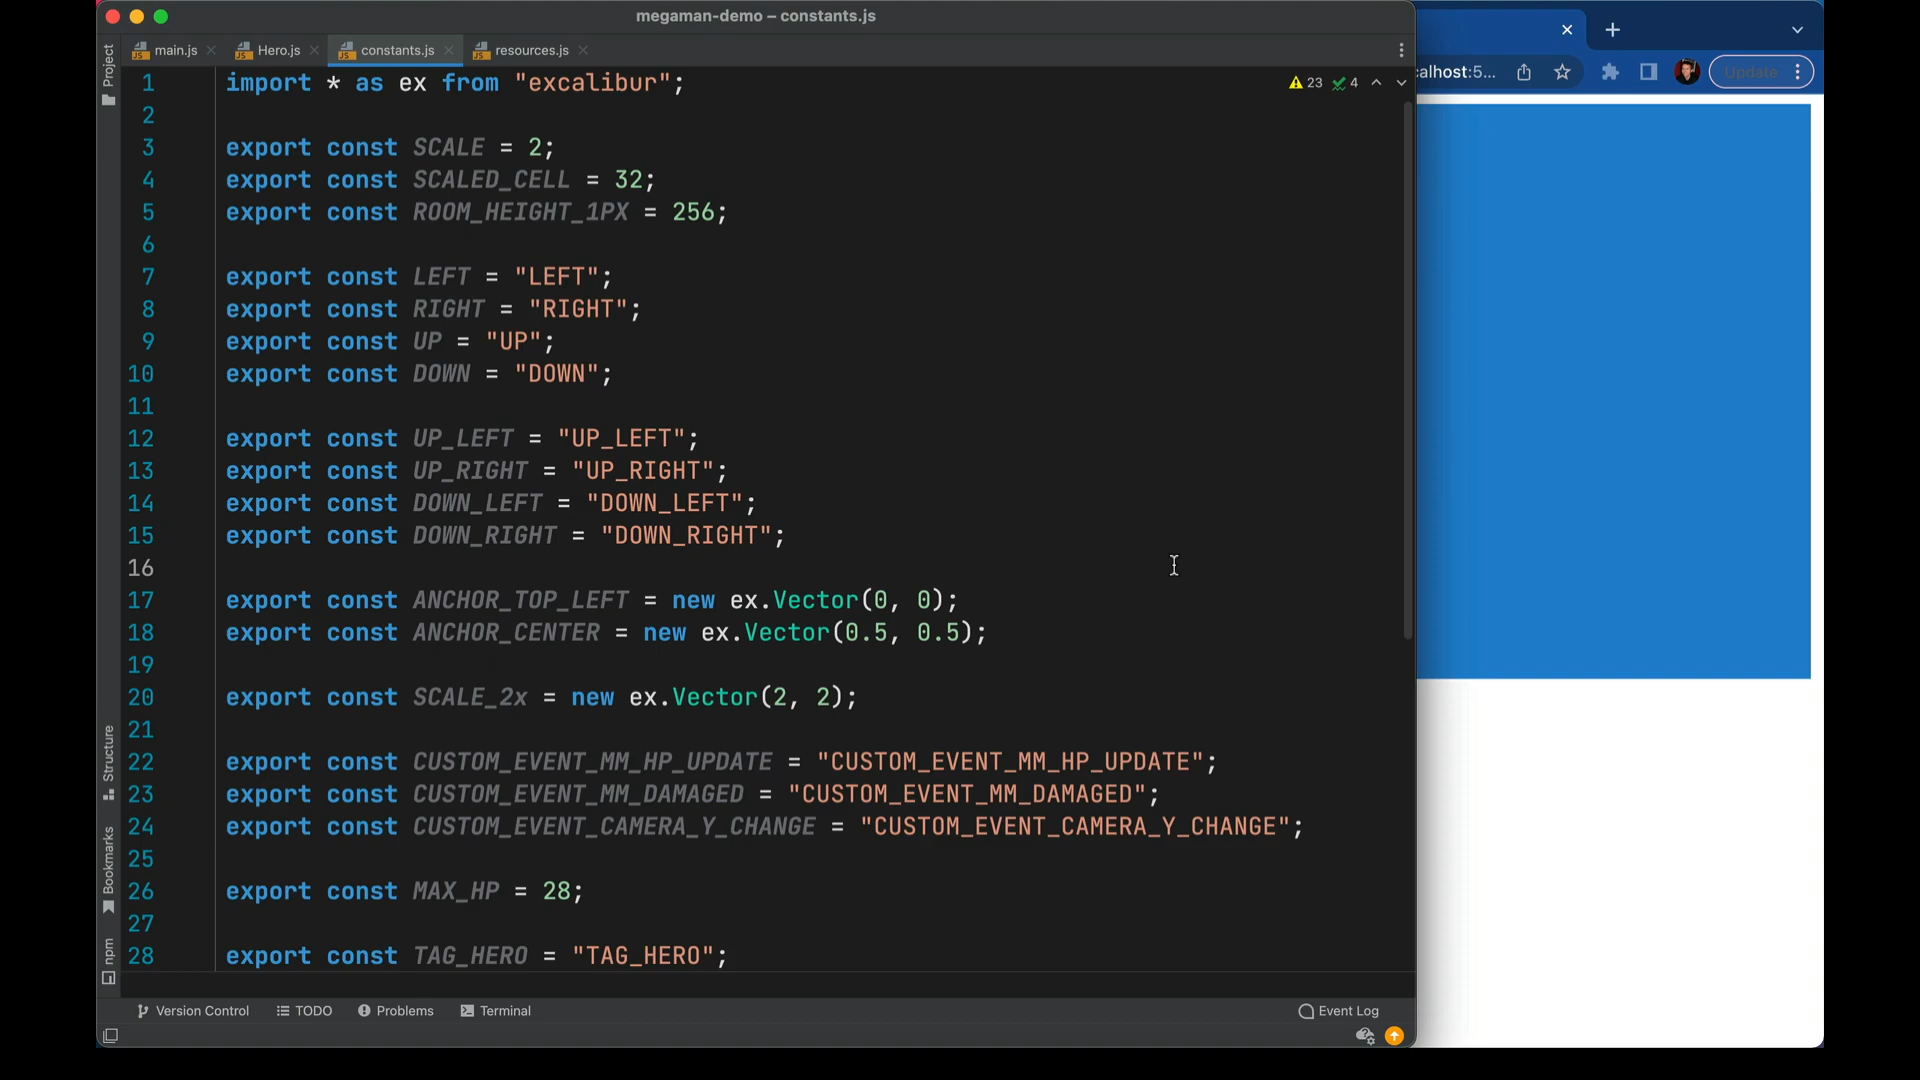 megaman-demo – constants.js
main.js
Hero.js
constants.js
resources.js
Project
Structure
Bookmarks
npm
23
4
1 import * as ex from "excalibur";
2
3 export const SCALE = 2;
4 export const SCALED_CELL = 32;
5 export const ROOM_HEIGHT_1PX = 256;
6
7 export const LEFT = "LEFT";
8 export const RIGHT = "RIGHT";
9 export const UP = "UP";
10 export const DOWN = "DOWN";
11
12 export const UP_LEFT = "UP_LEFT";
13 export const UP_RIGHT = "UP_RIGHT";
14 export const DOWN_LEFT = "DOWN_LEFT";
15 export const DOWN_RIGHT = "DOWN_RIGHT";
16
17 export const ANCHOR_TOP_LEFT = new ex.Vector(0, 0);
18 export const ANCHOR_CENTER = new ex.Vector(0.5, 0.5);
19
20 export const SCALE_2x = new ex.Vector(2, 2);
21
22 export const CUSTOM_EVENT_MM_HP_UPDATE = "CUSTOM_EVENT_MM_HP_UPDATE";
23 export const CUSTOM_EVENT_MM_DAMAGED = "CUSTOM_EVENT_MM_DAMAGED";
24 export const CUSTOM_EVENT_CAMERA_Y_CHANGE = "CUSTOM_EVENT_CAMERA_Y_CHANGE";
25
26 export const MAX_HP = 28;
27
28 export const TAG_HERO = "TAG_HERO";
Version Control
TODO
Problems
Terminal
Event Log
calhost:5...
Update